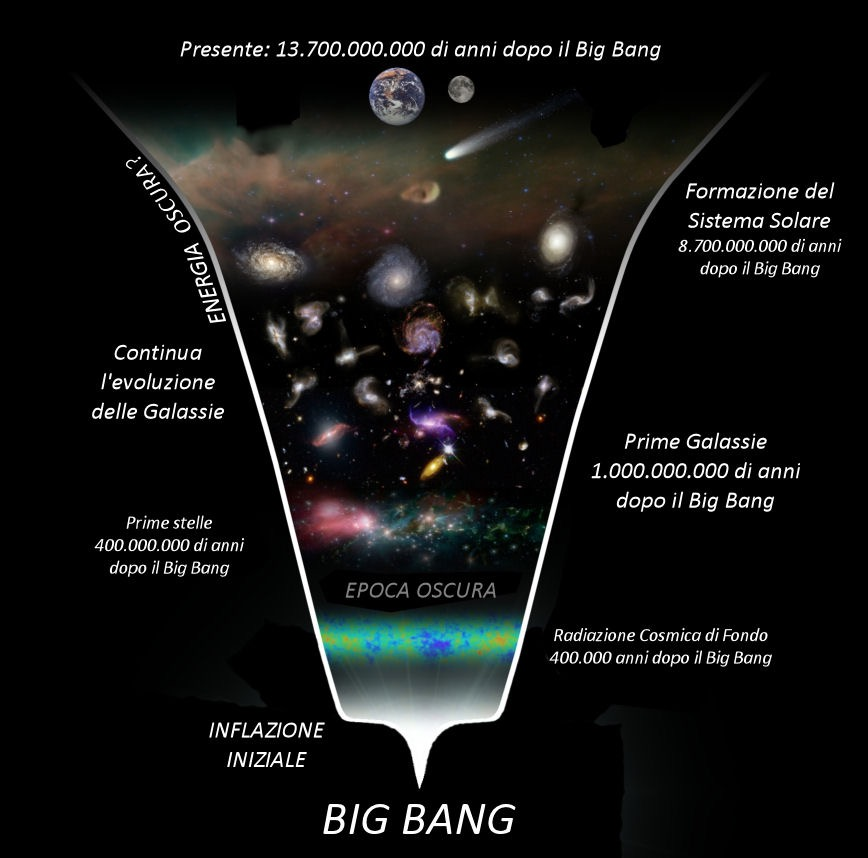 Presente: 13.700.000.000 di anni dopo il Big Bang
ENERGIA OSCURA?
Formazione del
Sistema Solare
8.700.000.000 di anni
dopo il Big Bang
Continua
l'evoluzione
delle Galassie
Prime Galassie
1.000.000.000 di anni
dopo il Big Bang
Prime stelle
400.000.000 di anni
dopo il Big Bang
EPOCA OSCURA
Radiazione Cosmica di Fondo
400.000 anni dopo il Big Bang
INFLAZIONE
INIZIALE
BIG BANG